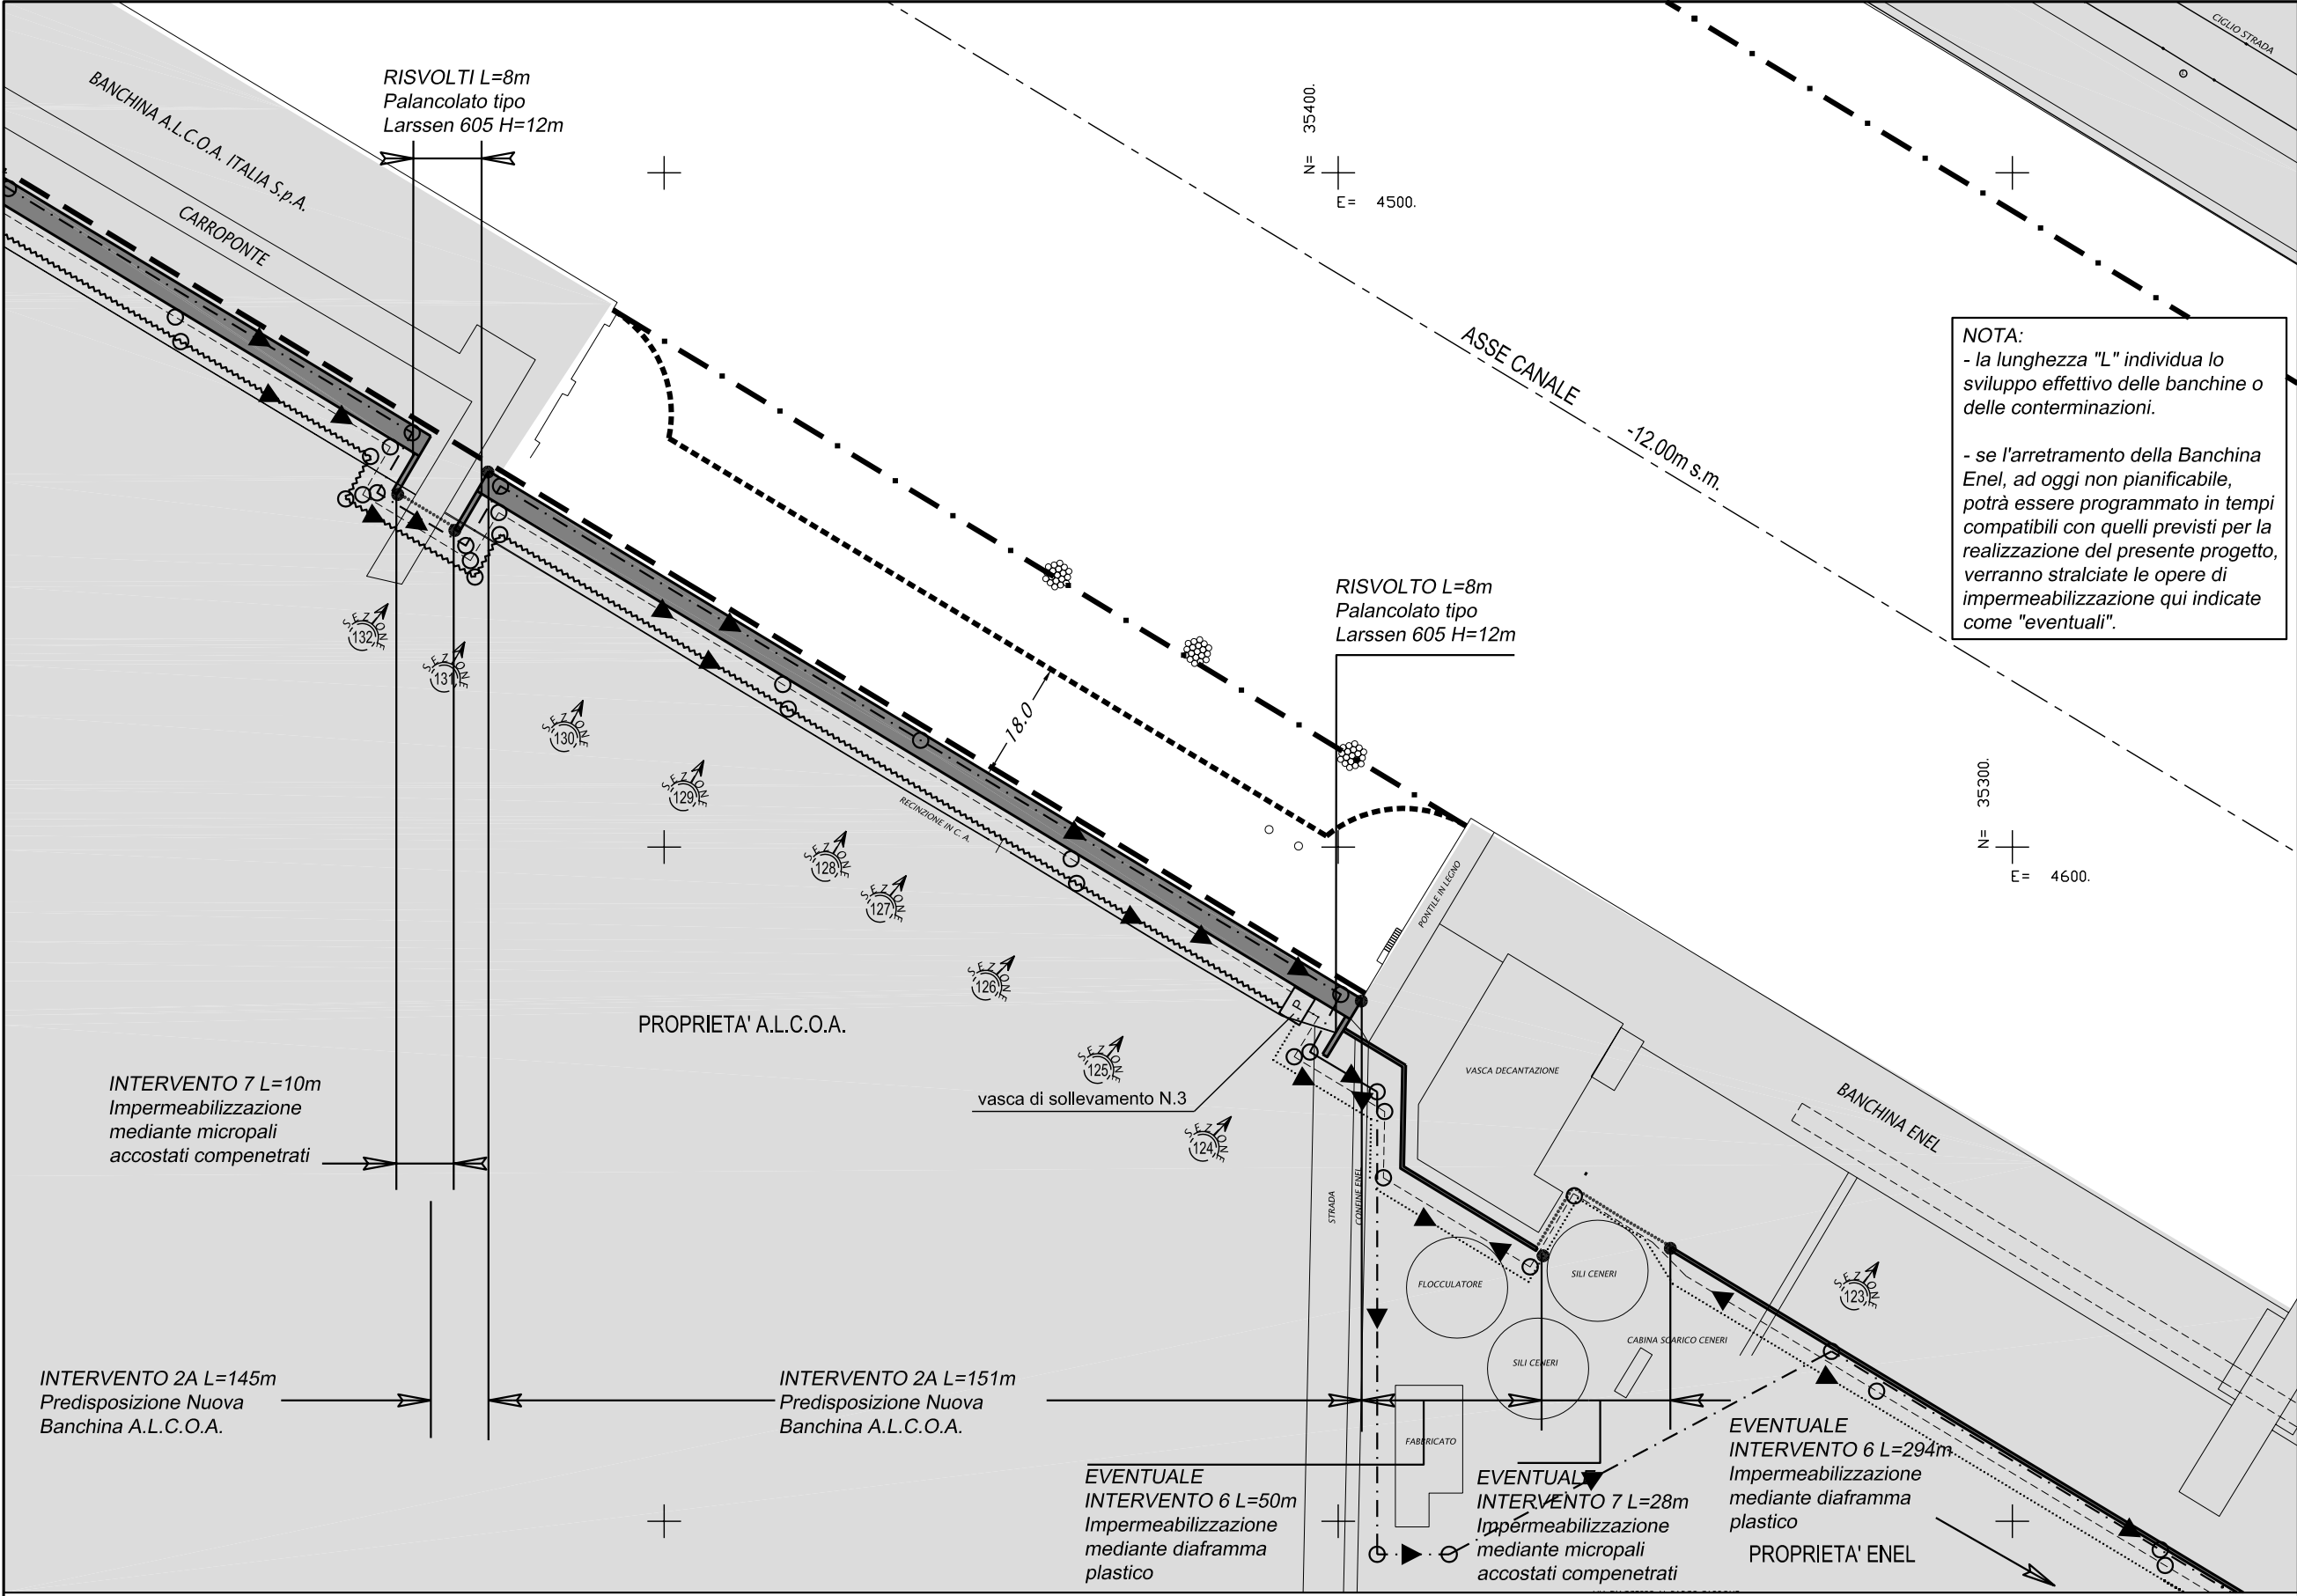 CIGLIO STRADA
RISVOLTI L=8m
Palancolato tipo
Larssen 605 H=12m
BANCHINA A.L.C.O.A. ITALIA S.p.A.
CARROPONTE
N= 35400.
E= 4500.
ASSE CANALE
-12.00m s.m.
NOTA:
- la lunghezza "L" individua lo
sviluppo effettivo delle banchine o
delle conterminazioni.
- se l'arretramento della Banchina
Enel, ad oggi non pianificabile,
potrà essere programmato in tempi
compatibili con quelli previsti per la
realizzazione del presente progetto,
verranno stralciate le opere di
impermeabilizzazione qui indicate
come "eventuali".
RISVOLTO L=8m
Palancolato tipo
Larssen 605 H=12m
SEZIONE 132
SEZIONE 131
SEZIONE 130
SEZIONE 129
SEZIONE 128
SEZIONE 127
SEZIONE 126
SEZIONE 125
SEZIONE 124
SEZIONE 123
18.0
RECINZIONE IN C. A.
N= 35300.
E= 4600.
PONTILE IN LEGNO
P
PROPRIETA' A.L.C.O.A.
vasca di sollevamento N.3
VASCA DECANTAZIONE
BANCHINA ENEL
INTERVENTO 7 L=10m
Impermeabilizzazione
mediante micropali
accostati compenetrati
STRADA
CONFINE ENEL
FLOCCULATORE
SILI CENERI
SILI CENERI
CABINA SCARICO CENERI
FABBRICATO
INTERVENTO 2A L=145m
Predisposizione Nuova
Banchina A.L.C.O.A.
INTERVENTO 2A L=151m
Predisposizione Nuova
Banchina A.L.C.O.A.
EVENTUALE
INTERVENTO 6 L=50m
Impermeabilizzazione
mediante diaframma
plastico
EVENTUALE
INTERVENTO 7 L=28m
Impermeabilizzazione
mediante micropali
accostati compenetrati
EVENTUALE
INTERVENTO 6 L=294m
Impermeabilizzazione
mediante diaframma
plastico
PROPRIETA' ENEL